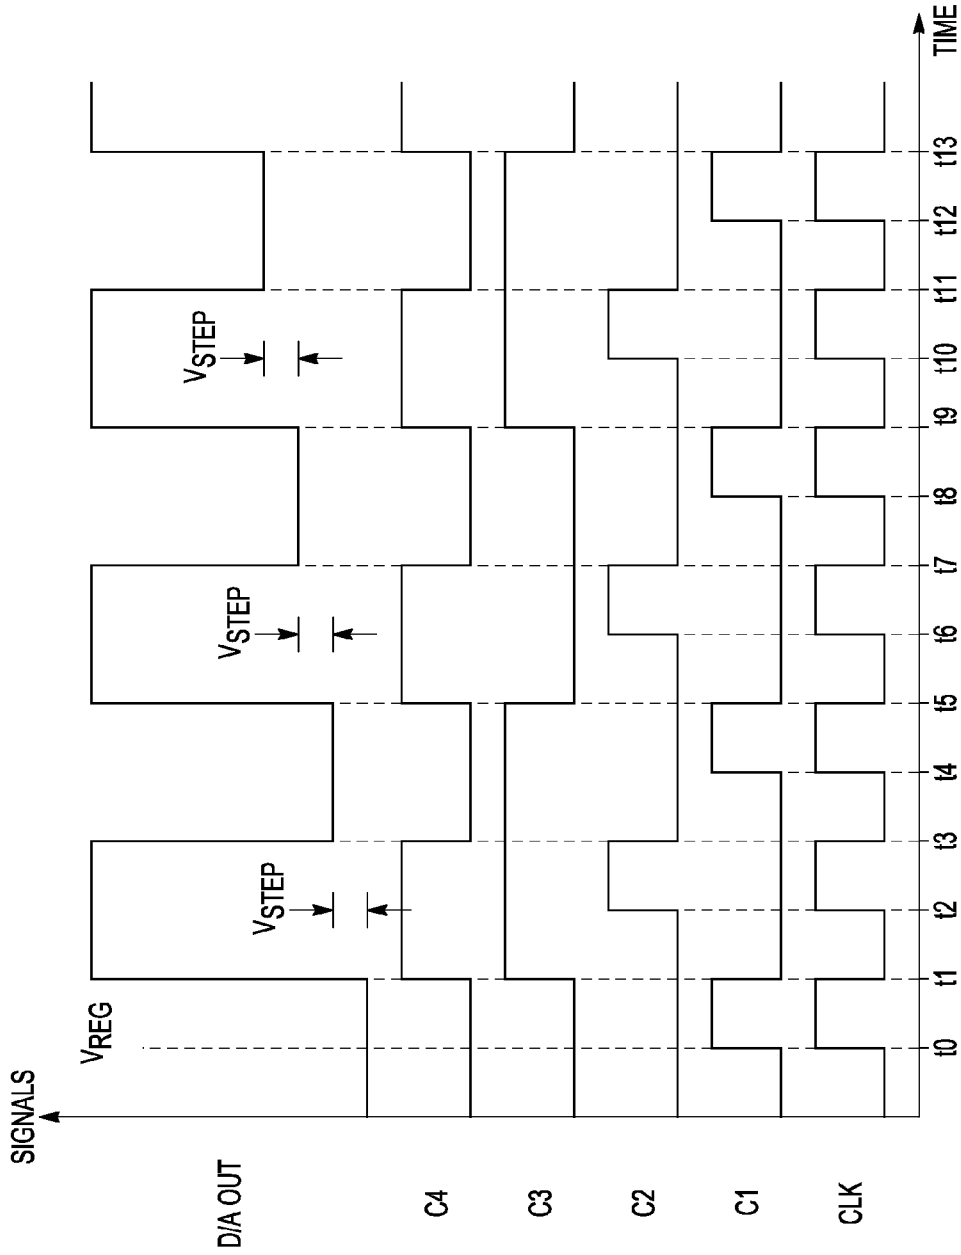 SIGNALS
D/A OUT
VREG
VSTEP
VSTEP
VSTEP
C4
C3
C2
C1
CLK
t0 t1 t2 t3 t4 t5 t6 t7 t8 t9 t10 t11 t12 t13
TIME